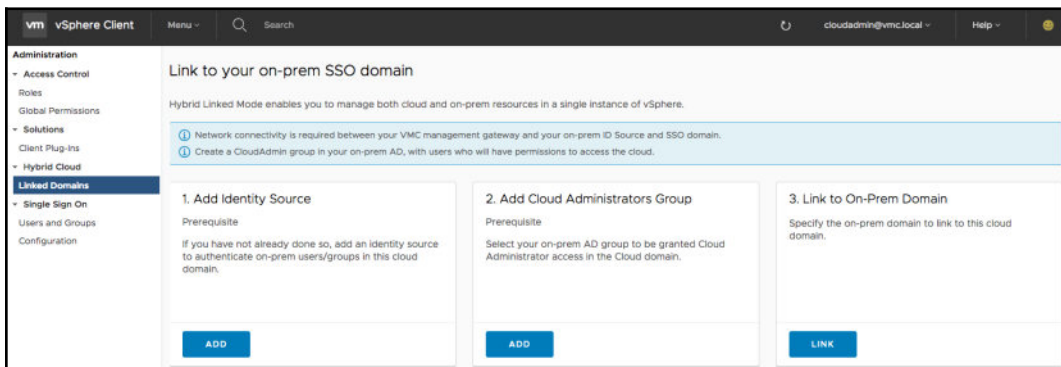 vm vSphere Client Menu Search cloudadmin@vmc.local Help
Administration
Access Control
Roles
Global Permissions
Solutions
Client Plug-Ins
Hybrid Cloud
Linked Domains
Single Sign On
Users and Groups
Configuration
Link to your on-prem SSO domain
Hybrid Linked Mode enables you to manage both cloud and on-prem resources in a single instance of vSphere.
Network connectivity is required between your VMC management gateway and your on-prem ID Source and SSO domain.
Create a CloudAdmin group in your on-prem AD, with users who will have permissions to access the cloud.
1. Add Identity Source
Prerequisite
If you have not already done so, add an identity source
to authenticate on-prem users/groups in this cloud
domain.
ADD
2. Add Cloud Administrators Group
Prerequisite
Select your on-prem AD group to be granted Cloud
Administrator access in the Cloud domain.
ADD
3. Link to On-Prem Domain
Specify the on-prem domain to link to this cloud
domain.
LINK